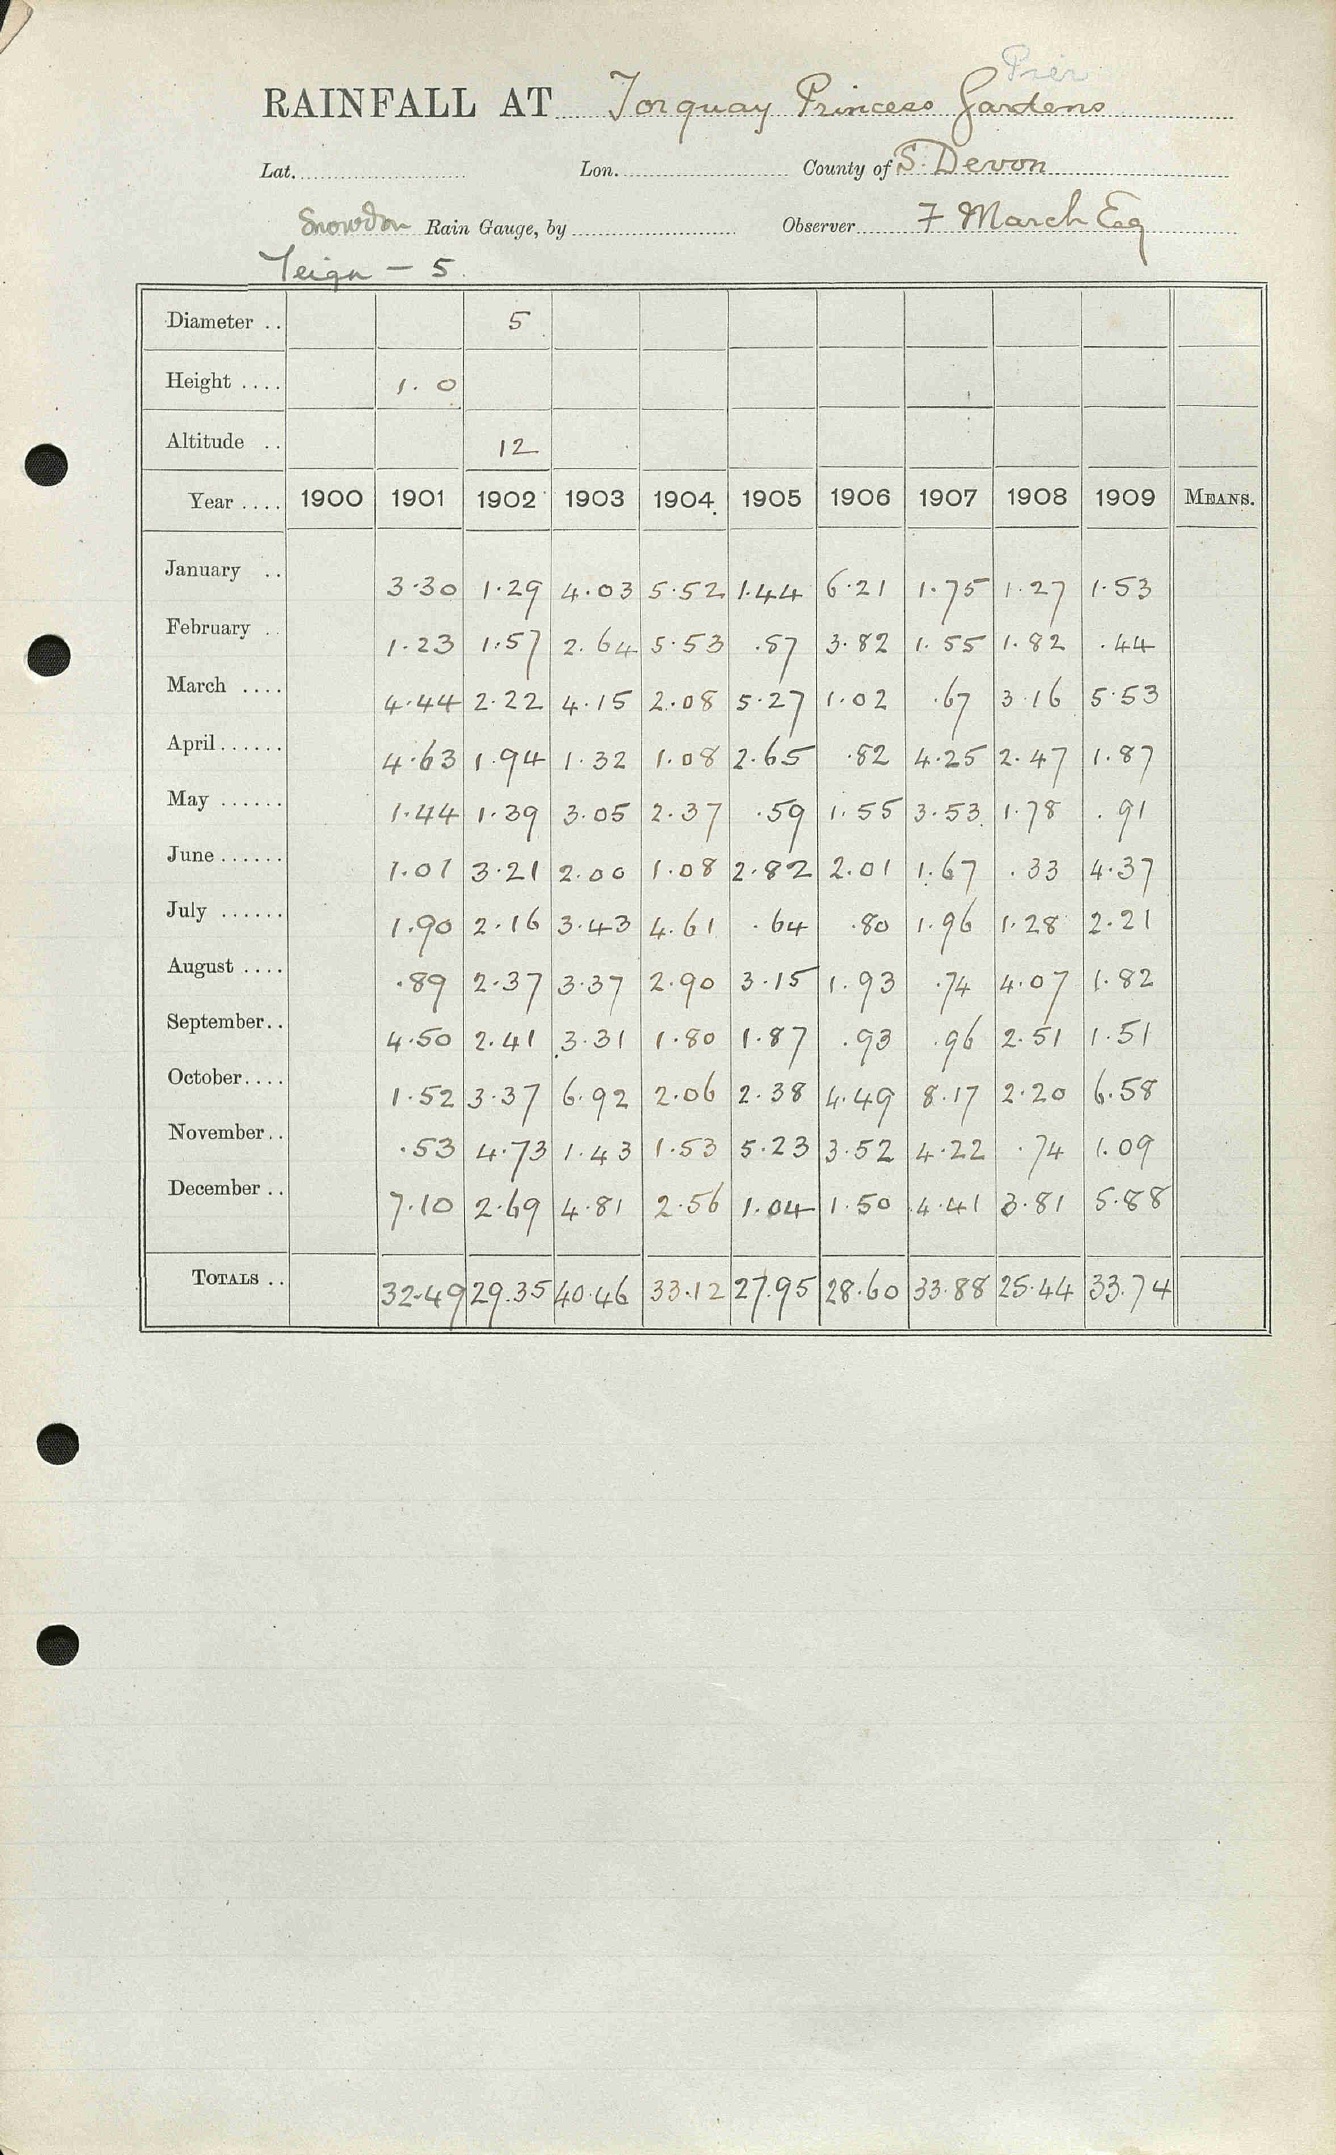 Pier
RAINFALL AT Torquay Princess Gardens
Lat. Lon. County of S. Devon
Snowdon Rain Gauge, by Observer F March Esq
Teign – 5
Diameter .. 5
Height .... 1. 0
Altitude .. 12
Year .... 1900 1901 1902 1903 1904 1905 1906 1907 1908 1909 MEANS.
January .. 3.30 1.29 4.03 5.52 1.44 6.21 1.75 1.27 1.53
February .. 1.23 1.57 2.64 5.53 .87 3.82 1.55 1.82 .44
March .... 4.44 2.22 4.15 2.08 5.27 1.02 .67 3.16 5.53
April ...... 4.63 1.94 1.32 1.08 2.65 .82 4.25 2.47 1.87
May ...... 1.44 1.39 3.05 2.37 .59 1.55 3.53 1.78 .91
June ...... 1.01 3.21 2.00 1.08 2.82 2.01 1.67 .33 4.37
July ...... 1.90 2.16 3.43 4.61 .64 .80 1.96 1.28 2.21
August .... .89 2.37 3.37 2.90 3.15 1.93 .74 4.07 1.82
September .. 4.50 2.41 3.31 1.80 1.87 .93 .96 2.51 1.51
October .... 1.52 3.37 6.92 2.06 2.38 4.49 8.17 2.20 6.58
November .. .53 4.73 1.43 1.53 5.23 3.52 4.22 .74 1.09
December .. 7.10 2.69 4.81 2.56 1.04 1.50 4.41 3.81 5.88
TOTALS .. 32.49 29.35 40.46 33.12 27.95 28.60 33.88 25.44 33.74